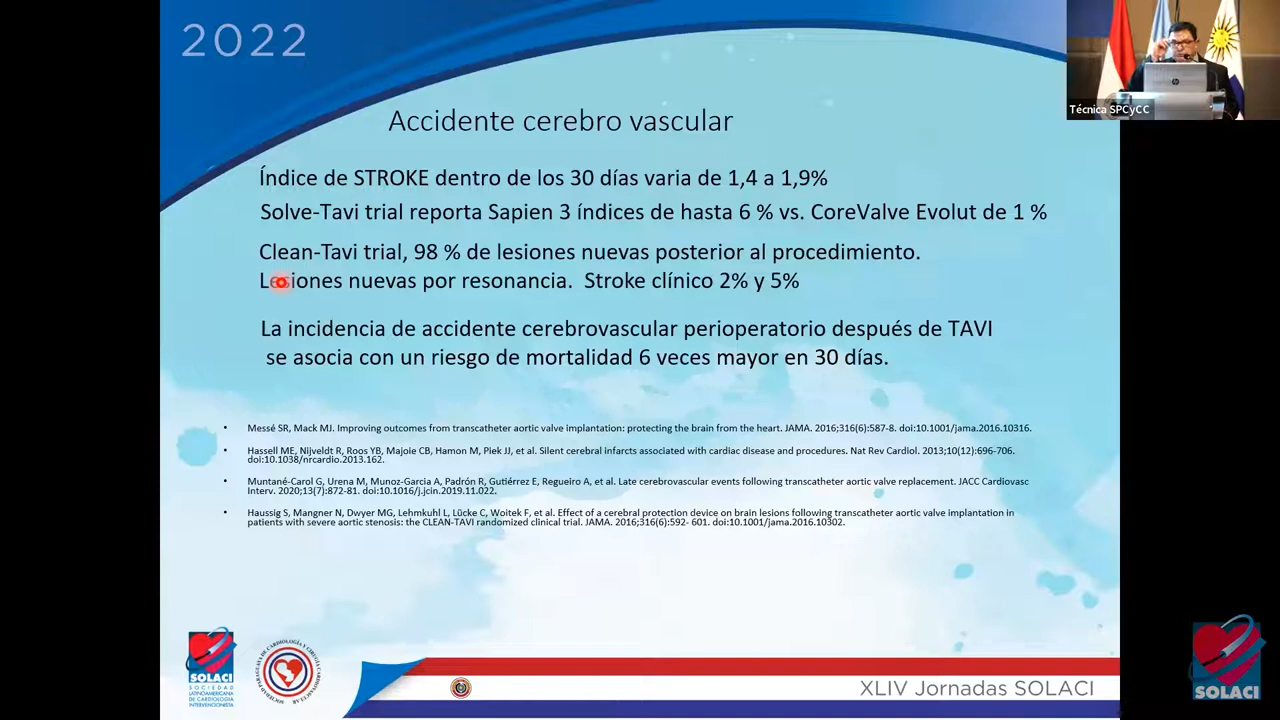 2022
Técnica SPCyCC
Accidente cerebro vascular
Índice de STROKE dentro de los 30 días varia de 1,4 a 1,9%
Solve-Tavi trial reporta Sapien 3 índices de hasta 6 % vs. CoreValve Evolut de 1 %
Clean-Tavi trial, 98 % de lesiones nuevas posterior al procedimiento.
Lesiones nuevas por resonancia. Stroke clínico 2% y 5%
La incidencia de accidente cerebrovascular perioperatorio después de TAVI
se asocia con un riesgo de mortalidad 6 veces mayor en 30 días.
• Messé SR, Mack MJ. Improving outcomes from transcatheter aortic valve implantation: protecting the brain from the heart. JAMA. 2016;316(6):587-8. doi:10.1001/jama.2016.10316.
• Hassell ME, Nijveldt R, Roos YB, Majoie CB, Hamon M, Piek JJ, et al. Silent cerebral infarcts associated with cardiac disease and procedures. Nat Rev Cardiol. 2013;10(12):696-706.
doi:10.1038/nrcardio.2013.162.
• Muntané-Carol G, Urena M, Munoz-Garcia A, Padrón R, Gutiérrez E, Regueiro A, et al. Late cerebrovascular events following transcatheter aortic valve replacement. JACC Cardiovasc
Interv. 2020;13(7):872-81. doi:10.1016/j.jcin.2019.11.022.
• Haussig S, Mangner N, Dwyer MG, Lehmkuhl L, Lücke C, Woitek F, et al. Effect of a cerebral protection device on brain lesions following transcatheter aortic valve implantation in
patients with severe aortic stenosis: the CLEAN-TAVI randomized clinical trial. JAMA. 2016;316(6):592- 601. doi:10.1001/jama.2016.10302.
SOLACI
SOCIEDAD
LATINOAMERICANA
DE CARDIOLOGIA
INTERVENCIONISTA
SOCIEDAD PARAGUAYA DE CARDIOLOGÍA Y CIRUGÍA CARDIOVASCULAR
XLIV Jornadas SOLACI
SOLACI